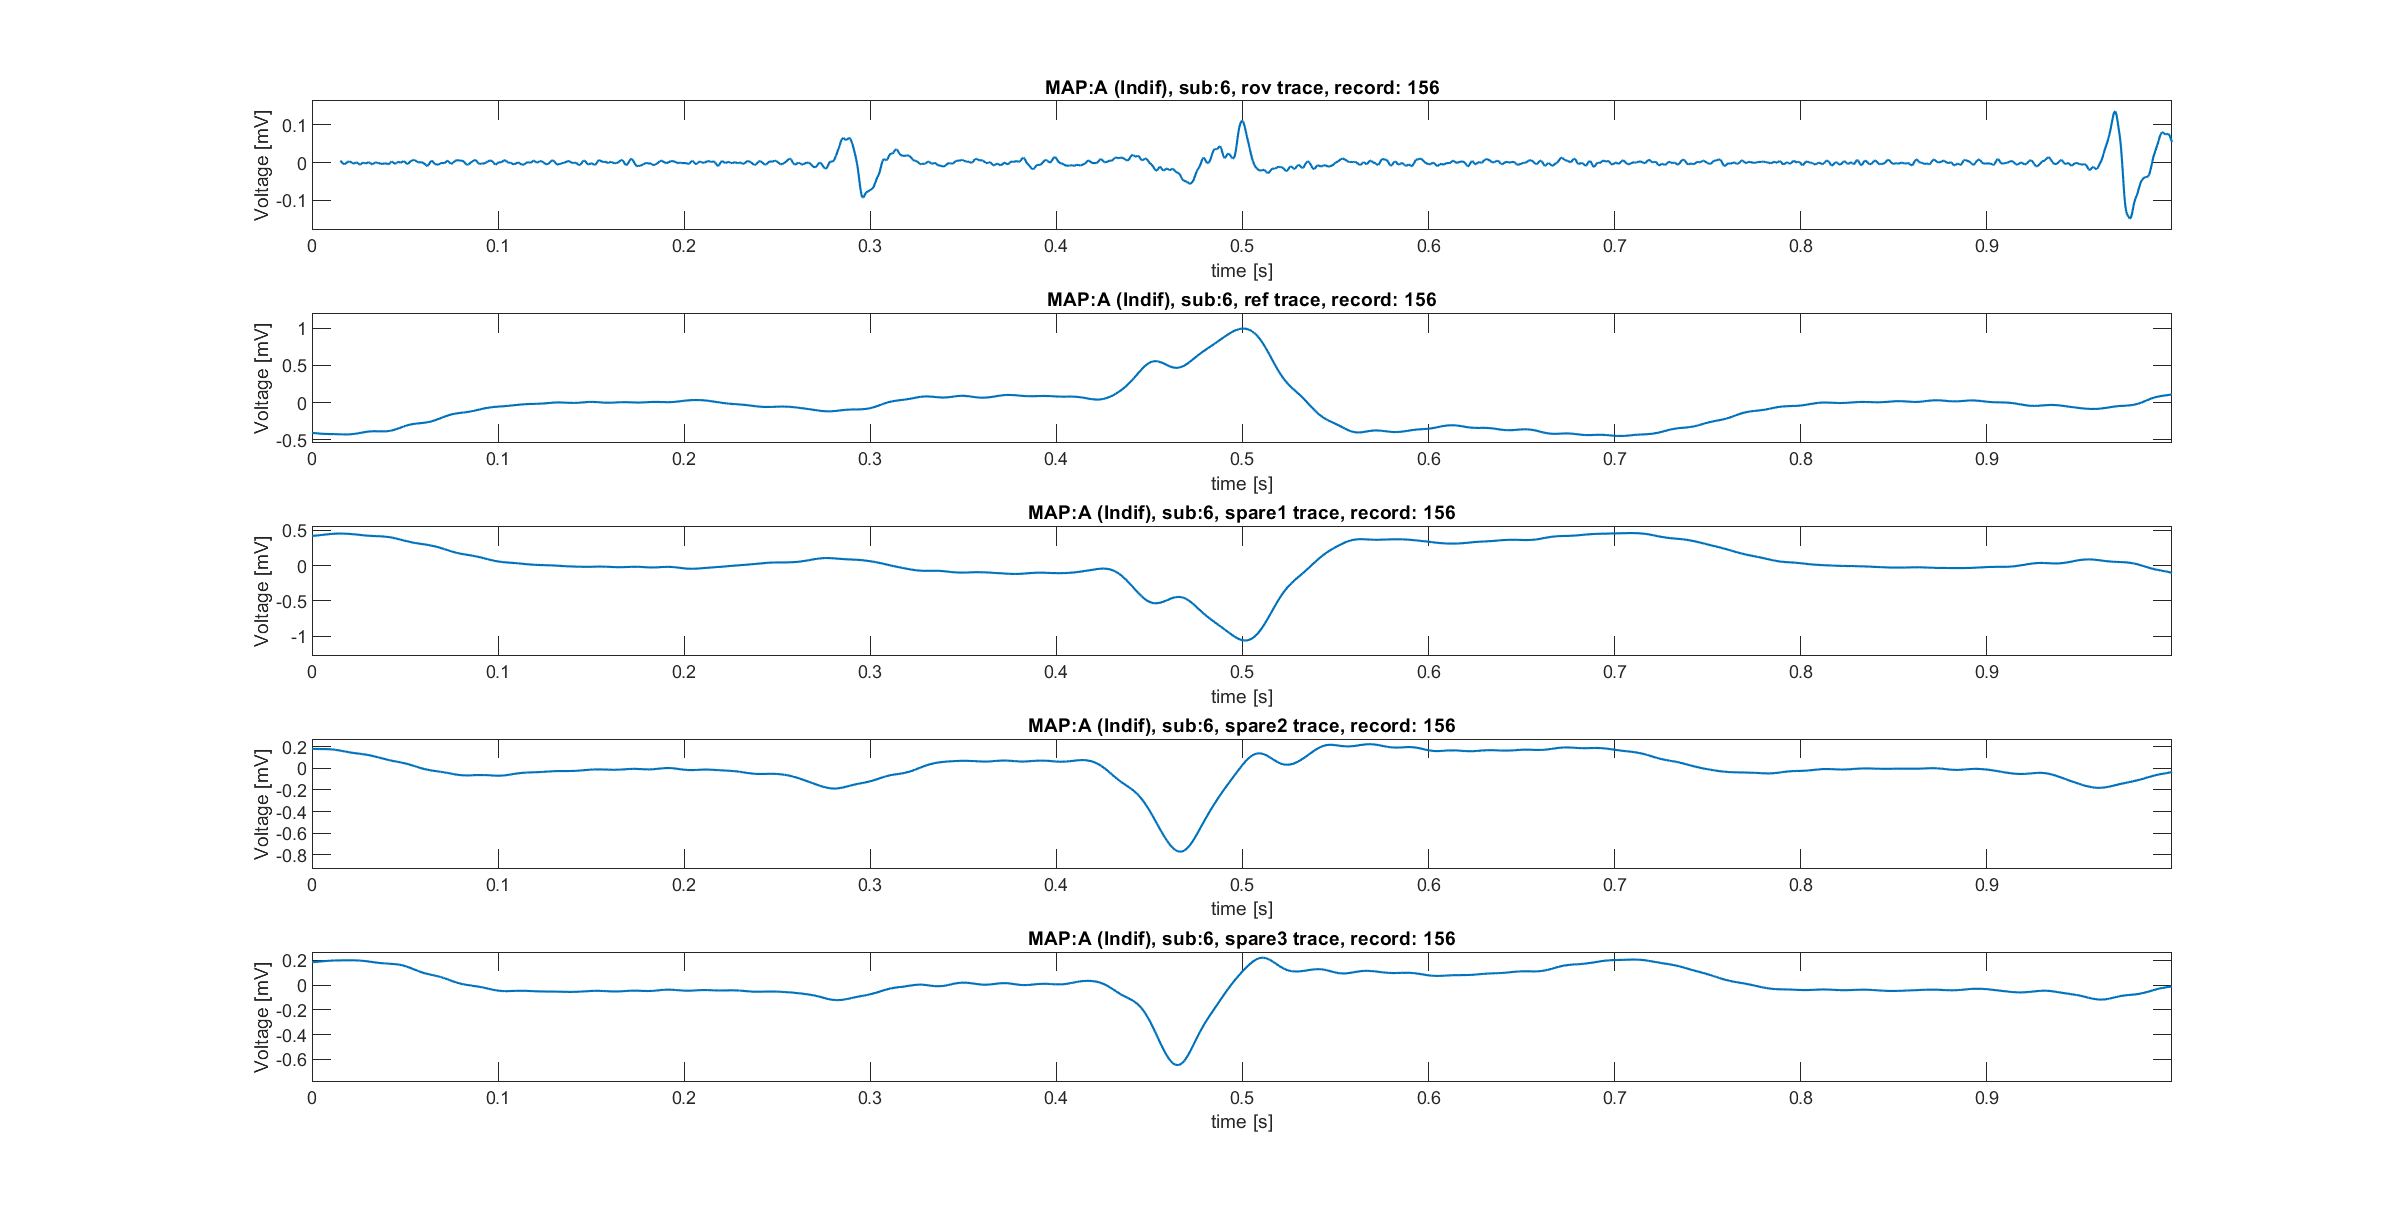 MAP:A (Indif), sub:6, rov trace, record: 156
Voltage [mV]
0.1
0
-0.1
0 0.1 0.2 0.3 0.4 0.5 0.6 0.7 0.8 0.9
time [s]
MAP:A (Indif), sub:6, ref trace, record: 156
Voltage [mV]
1
0.5
0
-0.5
0 0.1 0.2 0.3 0.4 0.5 0.6 0.7 0.8 0.9
time [s]
MAP:A (Indif), sub:6, spare1 trace, record: 156
Voltage [mV]
0.5
0
-0.5
-1
0 0.1 0.2 0.3 0.4 0.5 0.6 0.7 0.8 0.9
time [s]
MAP:A (Indif), sub:6, spare2 trace, record: 156
Voltage [mV]
0.2
0
-0.2
-0.4
-0.6
-0.8
0 0.1 0.2 0.3 0.4 0.5 0.6 0.7 0.8 0.9
time [s]
MAP:A (Indif), sub:6, spare3 trace, record: 156
Voltage [mV]
0.2
0
-0.2
-0.4
-0.6
0 0.1 0.2 0.3 0.4 0.5 0.6 0.7 0.8 0.9
time [s]